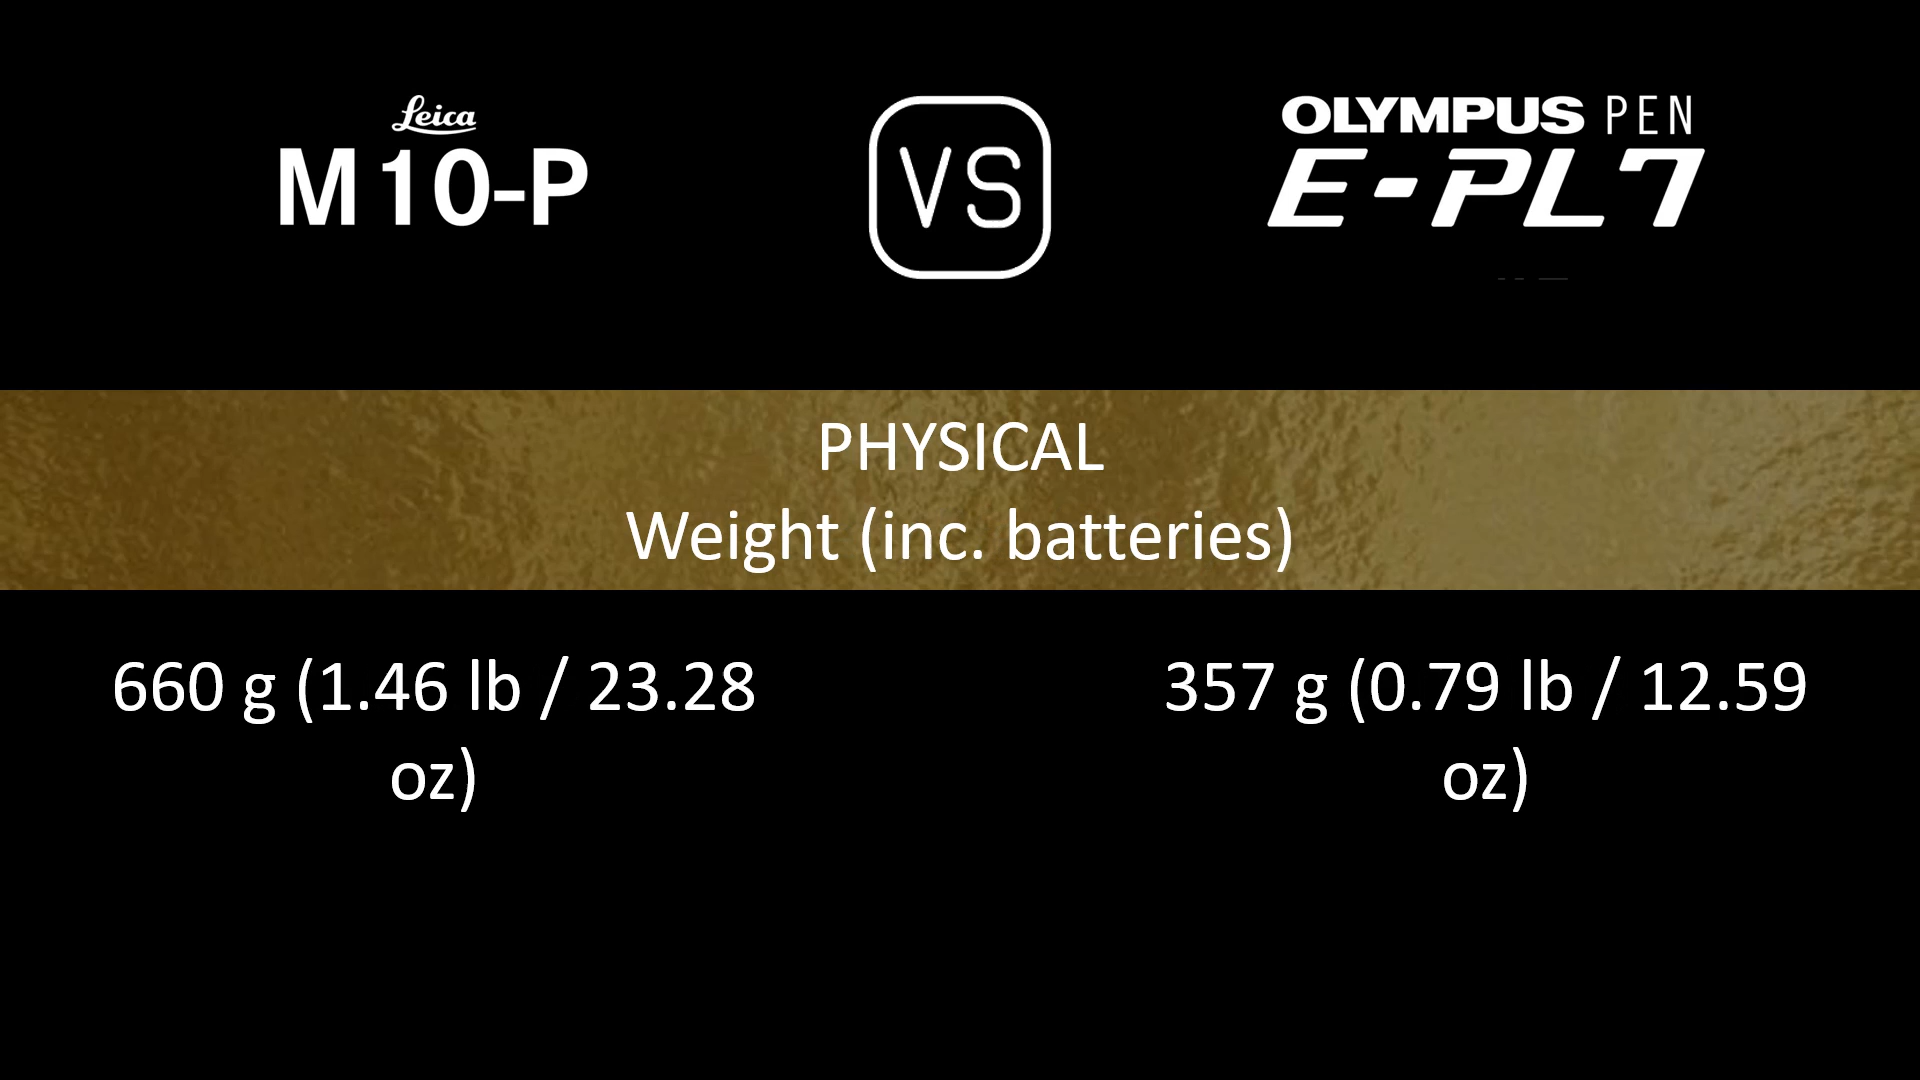 Leica
M10-P
VS
OLYMPUS PEN
E-PL7
PHYSICAL
Weight (inc. batteries)
660 g (1.46 lb / 23.28
oz)
357 g (0.79 lb / 12.59
oz)